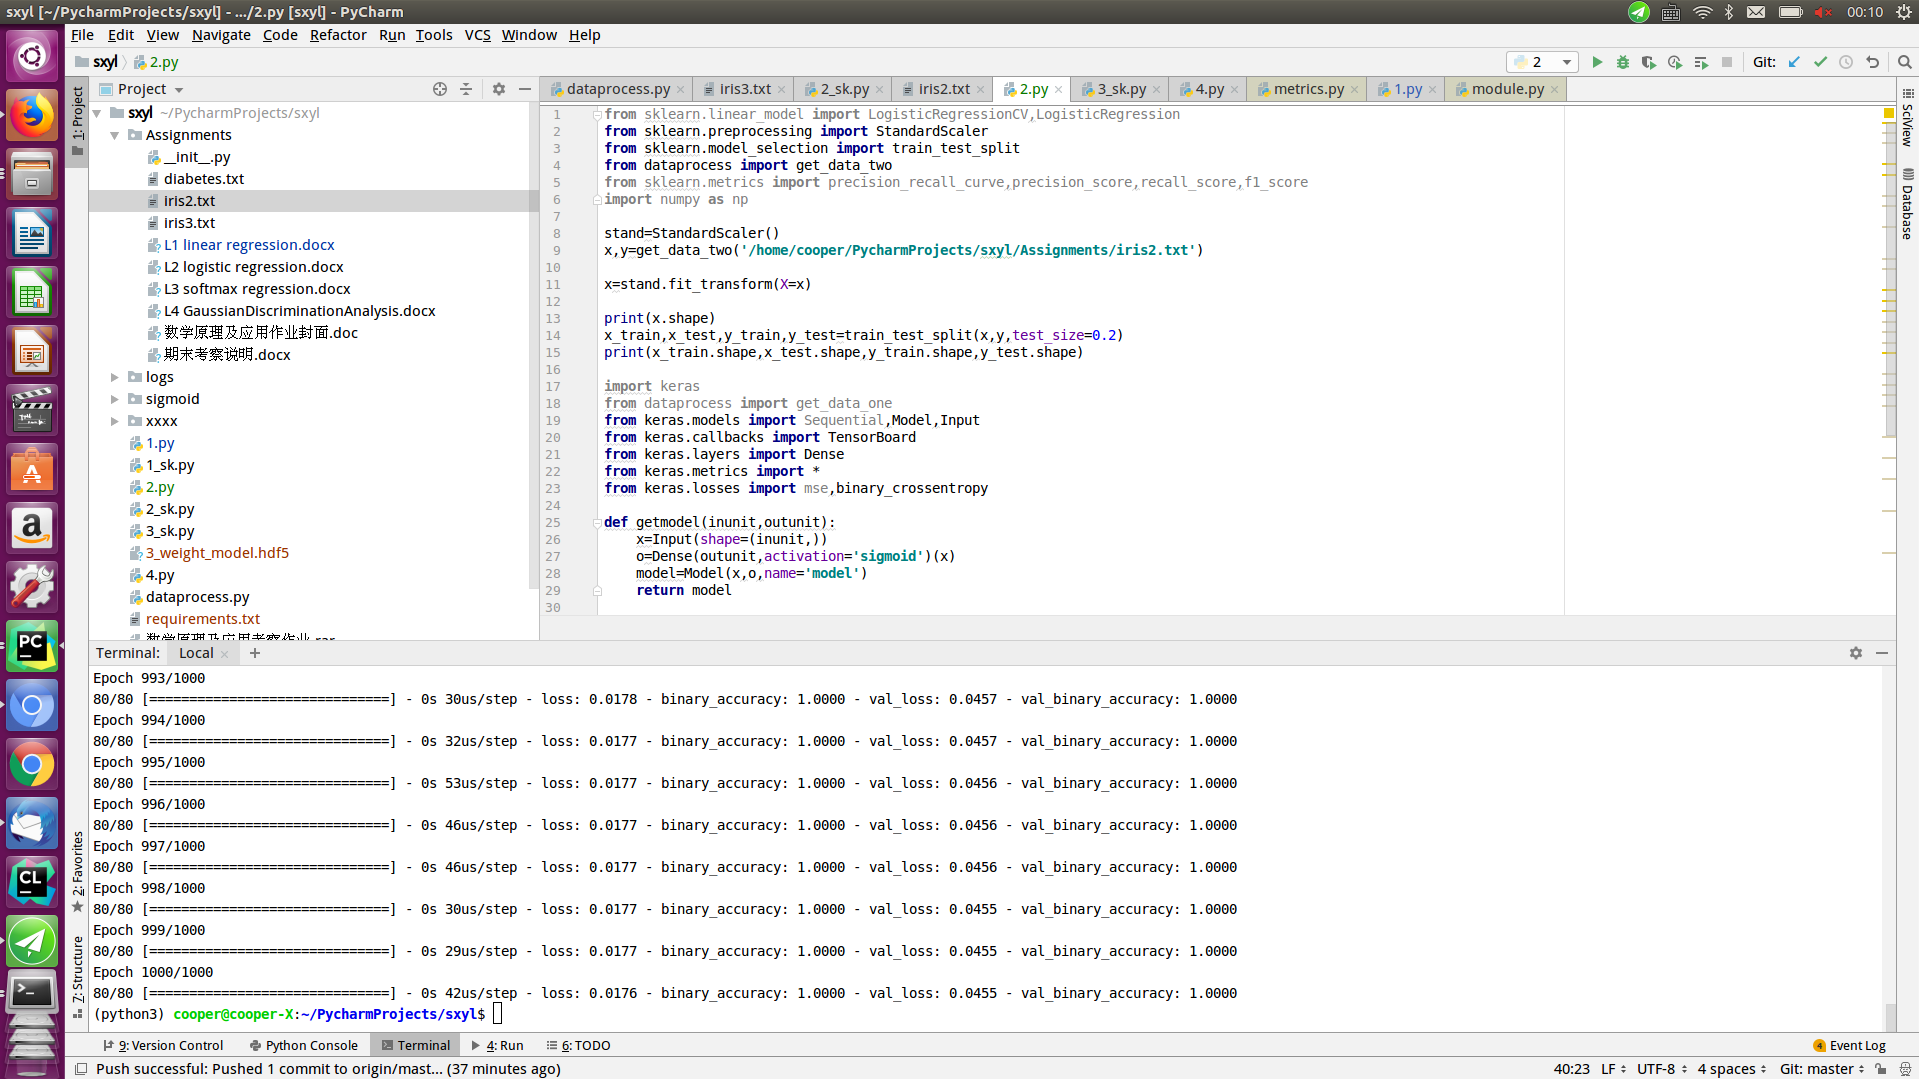 sxyl [~/PycharmProjects/sxyl] - .../2.py [sxyl] - PyCharm
00:10
File Edit View Navigate Code Refactor Run Tools VCS Window Help
sxyl 2.py
2
Git:
1: Project
Project
dataprocess.py iris3.txt 2_sk.py iris2.txt 2.py 3_sk.py 4.py metrics.py 1.py module.py
SciView
Database
sxyl ~/PycharmProjects/sxyl
Assignments
__init__.py
diabetes.txt
iris2.txt
iris3.txt
L1 linear regression.docx
L2 logistic regression.docx
L3 softmax regression.docx
L4 GaussianDiscriminationAnalysis.docx
数学原理及应用作业封面.doc
期末考察说明.docx
logs
sigmoid
xxxx
1.py
1_sk.py
2.py
2_sk.py
3_sk.py
3_weight_model.hdf5
4.py
dataprocess.py
requirements.txt
数学原理及应用考察作业.rar
1 from sklearn.linear_model import LogisticRegressionCV,LogisticRegression
2 from sklearn.preprocessing import StandardScaler
3 from sklearn.model_selection import train_test_split
4 from dataprocess import get_data_two
5 from sklearn.metrics import precision_recall_curve,precision_score,recall_score,f1_score
6 import numpy as np
7
8 stand=StandardScaler()
9 x,y=get_data_two('/home/cooper/PycharmProjects/sxyl/Assignments/iris2.txt')
10
11 x=stand.fit_transform(X=x)
12
13 print(x.shape)
14 x_train,x_test,y_train,y_test=train_test_split(x,y,test_size=0.2)
15 print(x_train.shape,x_test.shape,y_train.shape,y_test.shape)
16
17 import keras
18 from dataprocess import get_data_one
19 from keras.models import Sequential,Model,Input
20 from keras.callbacks import TensorBoard
21 from keras.layers import Dense
22 from keras.metrics import *
23 from keras.losses import mse,binary_crossentropy
24
25 def getmodel(inunit,outunit):
26 x=Input(shape=(inunit,))
27 o=Dense(outunit,activation='sigmoid')(x)
28 model=Model(x,o,name='model')
29 return model
30
Terminal: Local +
Epoch 993/1000
80/80 [==============================] - 0s 30us/step - loss: 0.0178 - binary_accuracy: 1.0000 - val_loss: 0.0457 - val_binary_accuracy: 1.0000
Epoch 994/1000
80/80 [==============================] - 0s 32us/step - loss: 0.0177 - binary_accuracy: 1.0000 - val_loss: 0.0457 - val_binary_accuracy: 1.0000
Epoch 995/1000
80/80 [==============================] - 0s 53us/step - loss: 0.0177 - binary_accuracy: 1.0000 - val_loss: 0.0456 - val_binary_accuracy: 1.0000
Epoch 996/1000
80/80 [==============================] - 0s 46us/step - loss: 0.0177 - binary_accuracy: 1.0000 - val_loss: 0.0456 - val_binary_accuracy: 1.0000
Epoch 997/1000
80/80 [==============================] - 0s 46us/step - loss: 0.0177 - binary_accuracy: 1.0000 - val_loss: 0.0456 - val_binary_accuracy: 1.0000
Epoch 998/1000
80/80 [==============================] - 0s 30us/step - loss: 0.0177 - binary_accuracy: 1.0000 - val_loss: 0.0455 - val_binary_accuracy: 1.0000
Epoch 999/1000
80/80 [==============================] - 0s 29us/step - loss: 0.0177 - binary_accuracy: 1.0000 - val_loss: 0.0455 - val_binary_accuracy: 1.0000
Epoch 1000/1000
80/80 [==============================] - 0s 42us/step - loss: 0.0176 - binary_accuracy: 1.0000 - val_loss: 0.0455 - val_binary_accuracy: 1.0000
(python3) cooper@cooper-X:~/PycharmProjects/sxyl$
2: Favorites
7: Structure
PC
CL
9: Version Control Python Console Terminal 4: Run 6: TODO
4 Event Log
Push successful: Pushed 1 commit to origin/mast... (37 minutes ago)
40:23 LF UTF-8 4 spaces Git: master